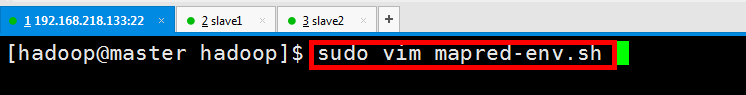 1 192.168.218.133:22 × 2 slave1 × 3 slave2 × +
[hadoop@master hadoop]$ sudo vim mapred-env.sh